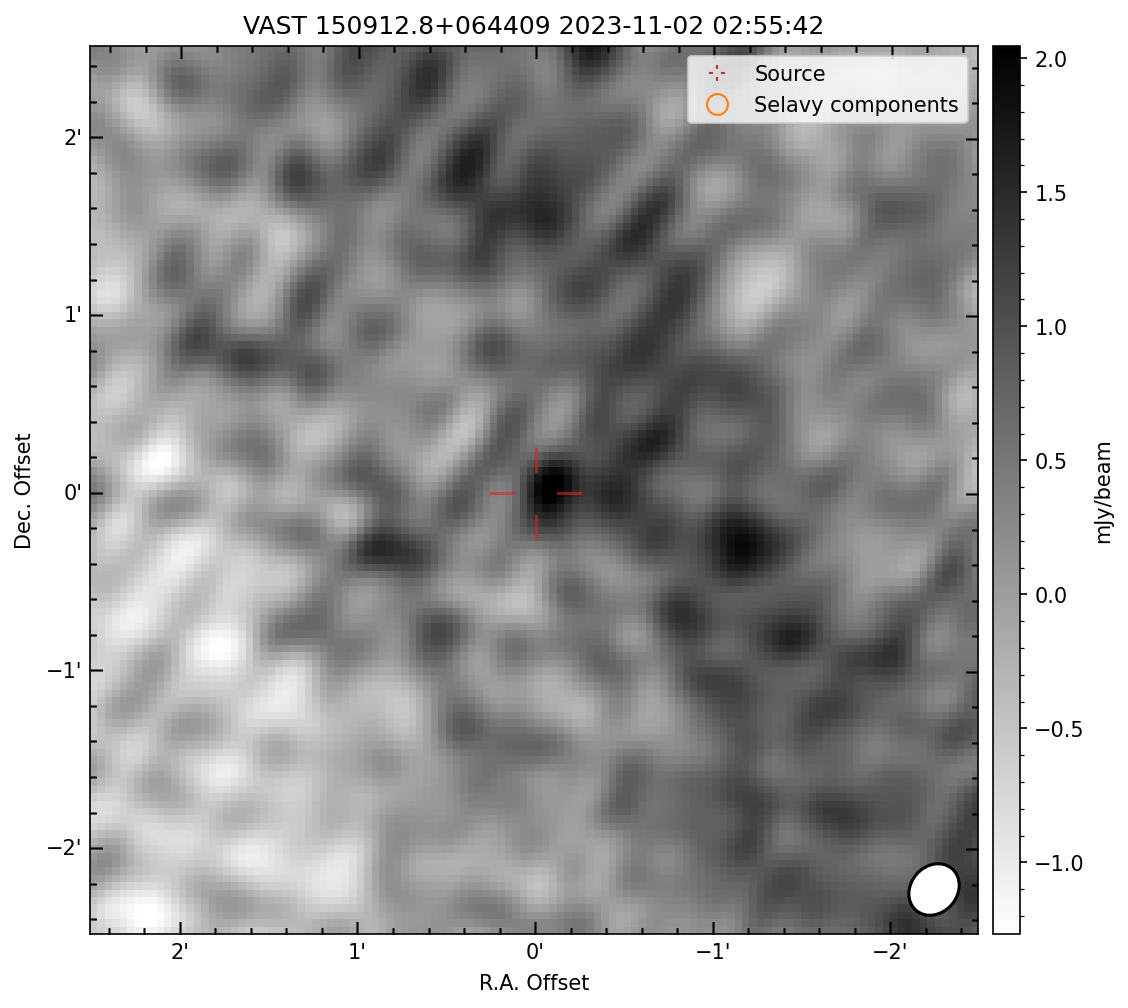 VAST 150912.8+064409 2023-11-02 02:55:42
Source
Selavy components
2'
1'
0'
−1'
−2'
Dec. Offset
2'
1'
0'
−1'
−2'
R.A. Offset
2.0
1.5
1.0
0.5
0.0
−0.5
−1.0
mJy/beam